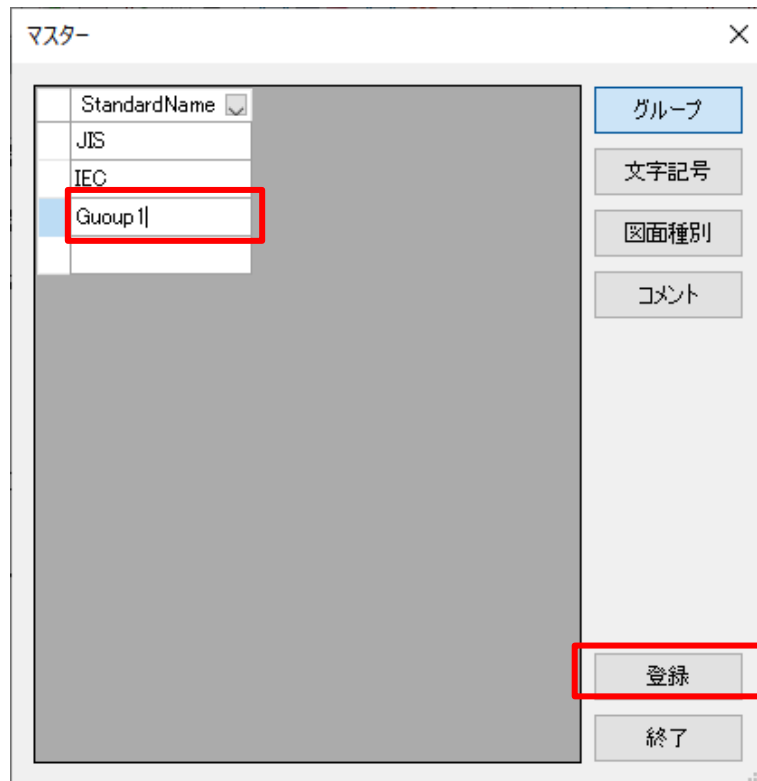 マスター
StandardName
JIS
IEC
Guoup1
グループ
文字記号
図面種別
コメント
登録
終了